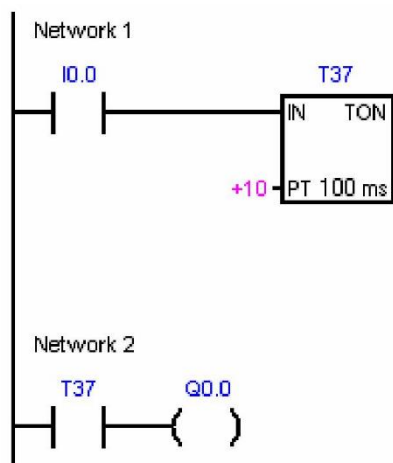 Network 1
I0.0
T37
IN TON
+10 PT 100 ms
Network 2
T37 Q0.0